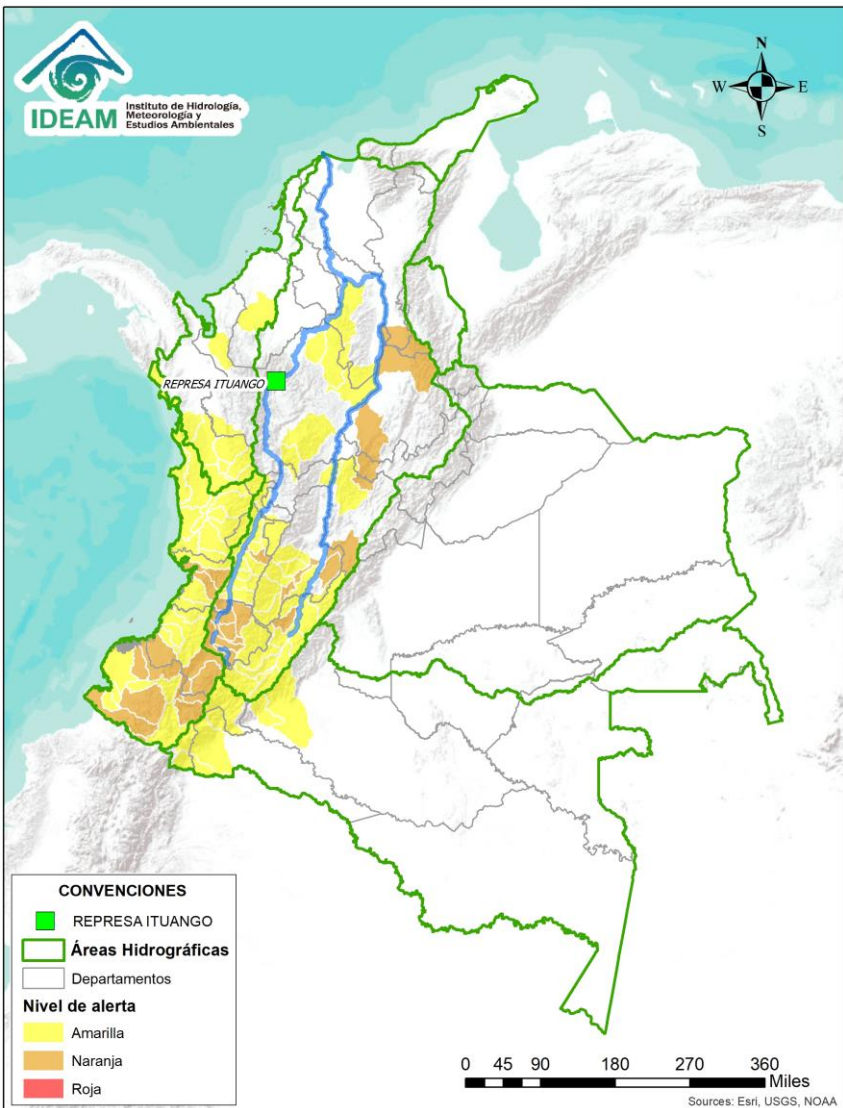 IDEAM
Instituto de Hidrología,
Meteorología y
Estudios Ambientales
N
W
E
S
REPRESA ITUANGO
CONVENCIONES
REPRESA ITUANGO
Áreas Hidrográficas
Departamentos
Nivel de alerta
Amarilla
Naranja
Roja
0 45 90 180 270 360
Miles
Sources: Esri, USGS, NOAA